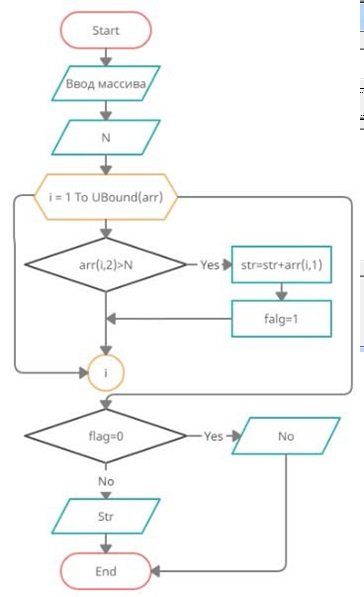 Start
Ввод массива
N
i = 1 To UBound(arr)
arr(i,2)>N
Yes
str=str+arr(i,1)
falg=1
i
flag=0
Yes
No
No
Str
End